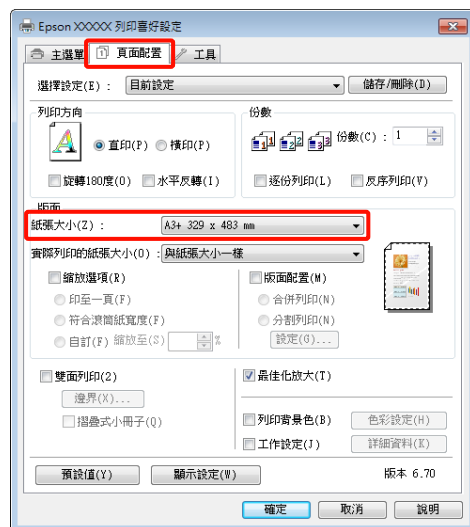 Epson XXXXX 列印喜好設定
主選單 頁面配置 工具
選擇設定(E) : 目前設定 儲存/刪除(D)
列印方向 份數
直印(P) 橫印(P) 份數(C) : 1
旋轉180度(O) 水平反轉(I) 逐份列印(L) 反序列印(V)
版面
紙張大小(Z) : A3+ 329 x 483 mm
實際列印的紙張大小(O) : 與紙張大小一樣
縮放選項(R) 版面配置(M)
印至一頁(F) 合併列印(N)
符合滾筒紙寬度(F) 分割列印(N)
自訂(F) 縮放至(S) % 設定(G)...
雙面列印(2) 最佳化放大(T)
邊界(X)...
摺疊式小冊子(Q) 列印背景色(B) 色彩設定(H)
工作設定(J) 詳細資料(K)
預設值(Y) 顯示設定(W) 版本 6.70
確定 取消 說明